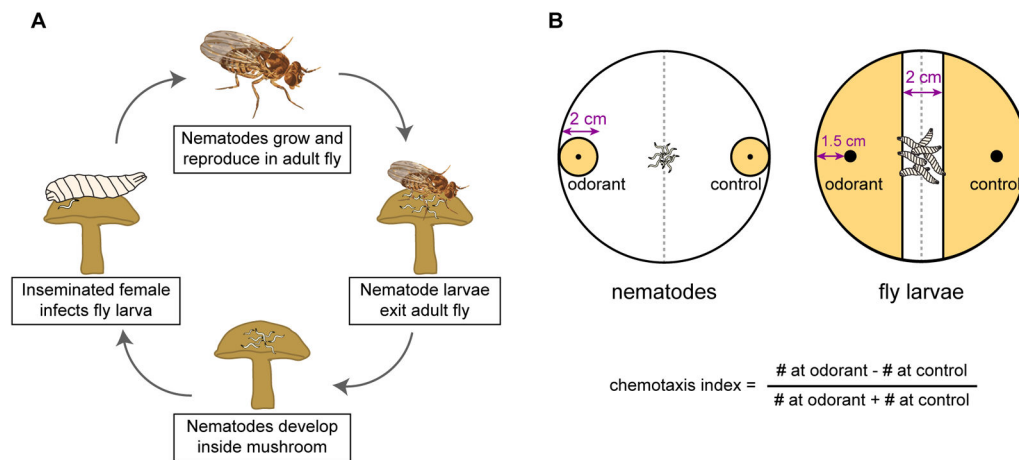 A
Nematodes grow and
reproduce in adult fly
Nematode larvae
exit adult fly
Nematodes develop
inside mushroom
Inseminated female
infects fly larva
B
2 cm
odorant
control
nematodes
2 cm
1.5 cm
odorant
control
fly larvae
chemotaxis index = # at odorant - # at control
# at odorant + # at control